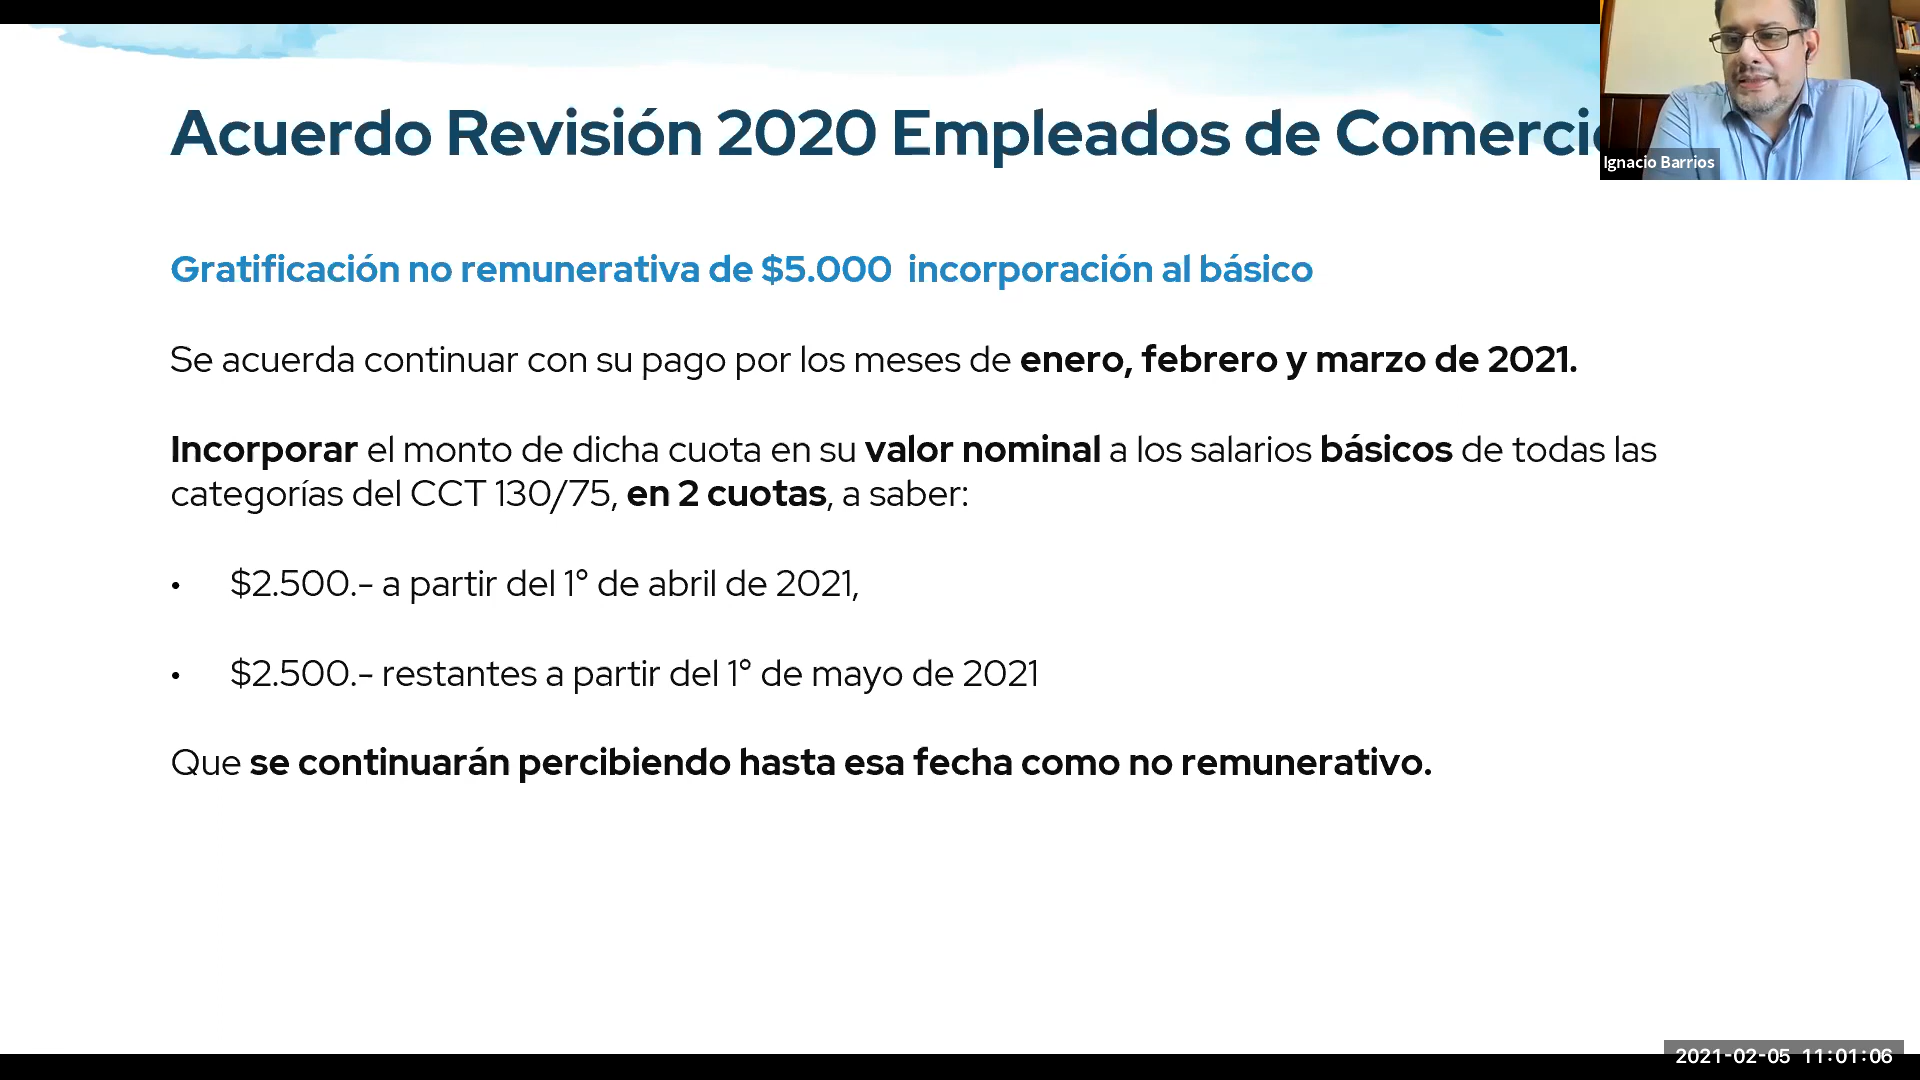 Acuerdo Revisión 2020 Empleados de Comerci
Ignacio Barrios
Gratificación no remunerativa de $5.000 incorporación al básico
Se acuerda continuar con su pago por los meses de enero, febrero y marzo de 2021.
Incorporar el monto de dicha cuota en su valor nominal a los salarios básicos de todas las
categorías del CCT 130/75, en 2 cuotas, a saber:
• $2.500.- a partir del 1° de abril de 2021,
• $2.500.- restantes a partir del 1° de mayo de 2021
Que se continuarán percibiendo hasta esa fecha como no remunerativo.
2021-02-05 11:01:06